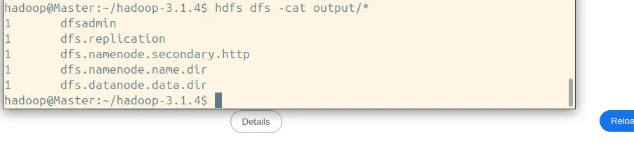 hadoop@Master:~/hadoop-3.1.4$ hdfs dfs -cat output/*
1       dfsadmin
1       dfs.replication
1       dfs.namenode.secondary.http
1       dfs.namenode.name.dir
1       dfs.datanode.data.dir
hadoop@Master:~/hadoop-3.1.4$
Details